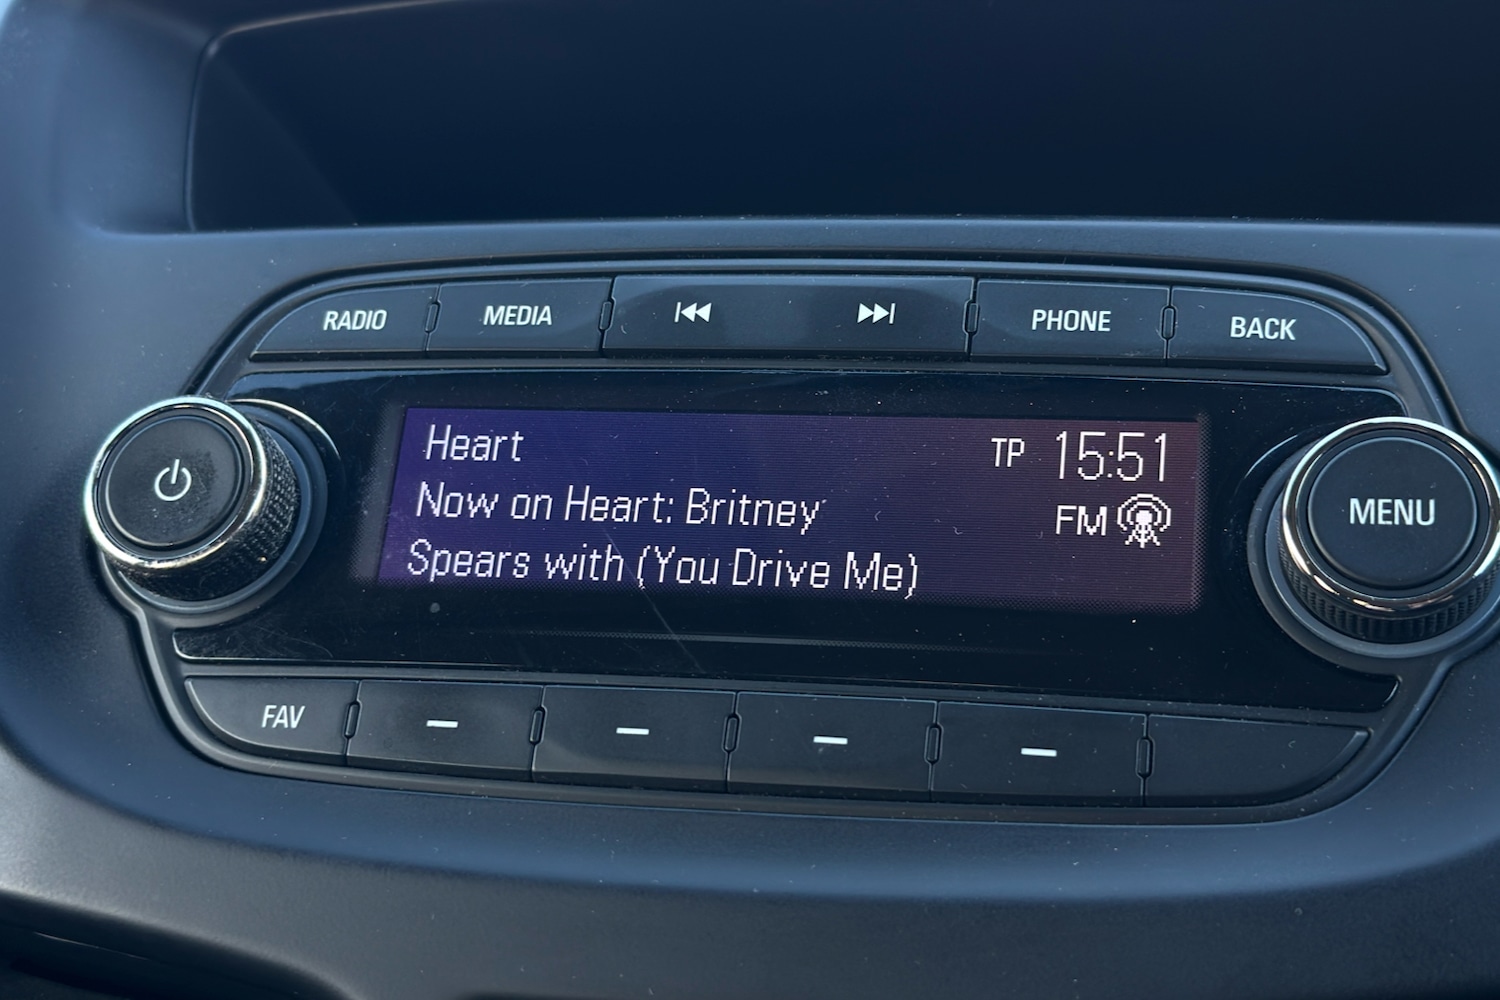 RADIO MEDIA PHONE BACK
Heart TP 15:51
Now on Heart: Britney FM
Spears with (You Drive Me)
MENU
FAV